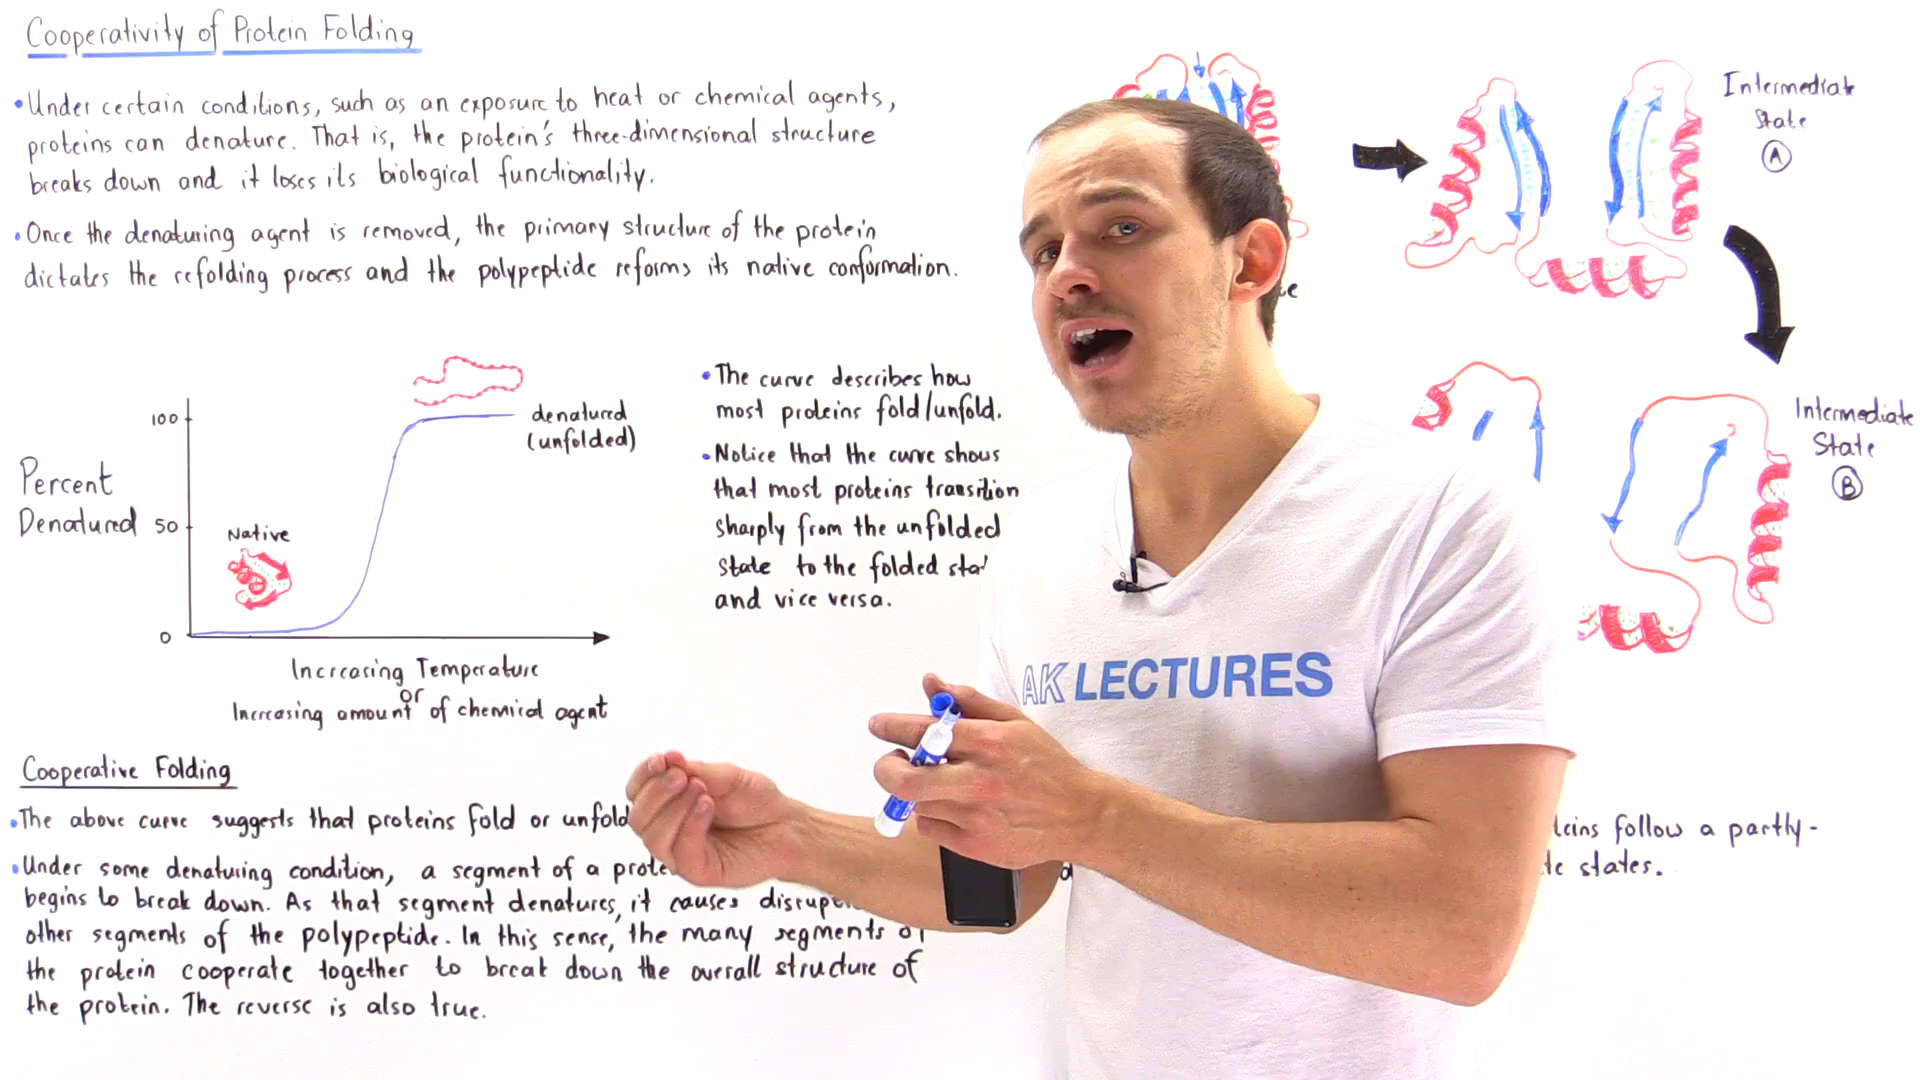 Cooperativity of Protein Folding
• Under certain conditions, such as an exposure to heat or chemical agents,
proteins can denature. That is, the protein's three-dimensional structure
breaks down and it loses its biological functionality.
• Once the denaturing agent is removed, the primary structure of the protein
dictates the refolding process and the polypeptide reforms its native conformation.
100
denatured
(unfolded)
Percent
Denatured
50
Native
0
Increasing Temperature
or
Increasing amount of chemical agent
• The curve describes how
most proteins fold/unfold.
• Notice that the curve shows
that most proteins transition
sharply from the unfolded
state to the folded
and vice versa.
Intermediate
State
A
Intermediate
State
B
AK LECTURES
Cooperative Folding
• The above curve suggests that proteins fold or unfold
• Under some denaturing condition, a segment of a
begins to break down. As that segment denatures, it causes
other segments of the polypeptide. In this sense, the many segments of
the protein cooperate together to break down the overall structure of
the protein. The reverse is also true.
follow a partly-
states.